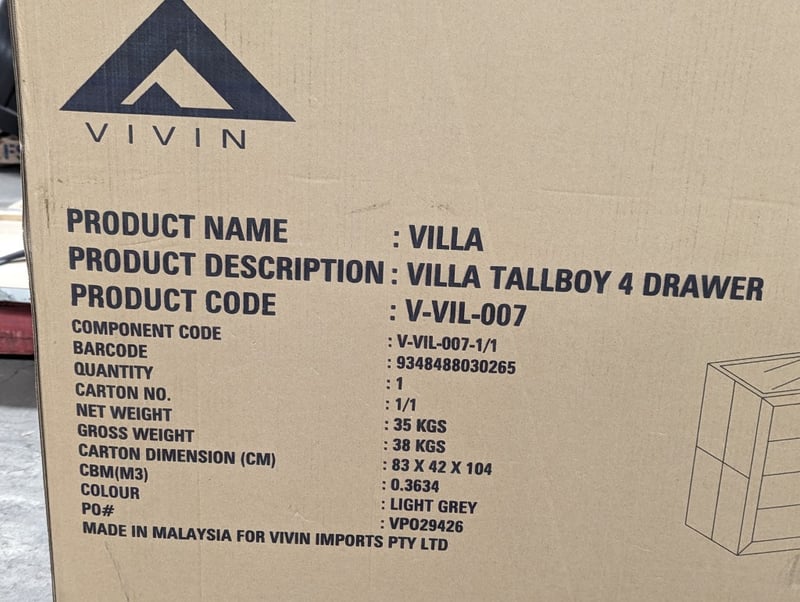 VIVIN
PRODUCT NAME : VILLA
PRODUCT DESCRIPTION : VILLA TALLBOY 4 DRAWER
PRODUCT CODE : V-VIL-007
COMPONENT CODE : V-VIL-007-1/1
BARCODE : 9348488030265
QUANTITY : 1
CARTON NO. : 1/1
NET WEIGHT : 35 KGS
GROSS WEIGHT : 38 KGS
CARTON DIMENSION (CM) : 83 X 42 X 104
CBM(M3) : 0.3634
COLOUR : LIGHT GREY
PO# : VPO29426
MADE IN MALAYSIA FOR VIVIN IMPORTS PTY LTD